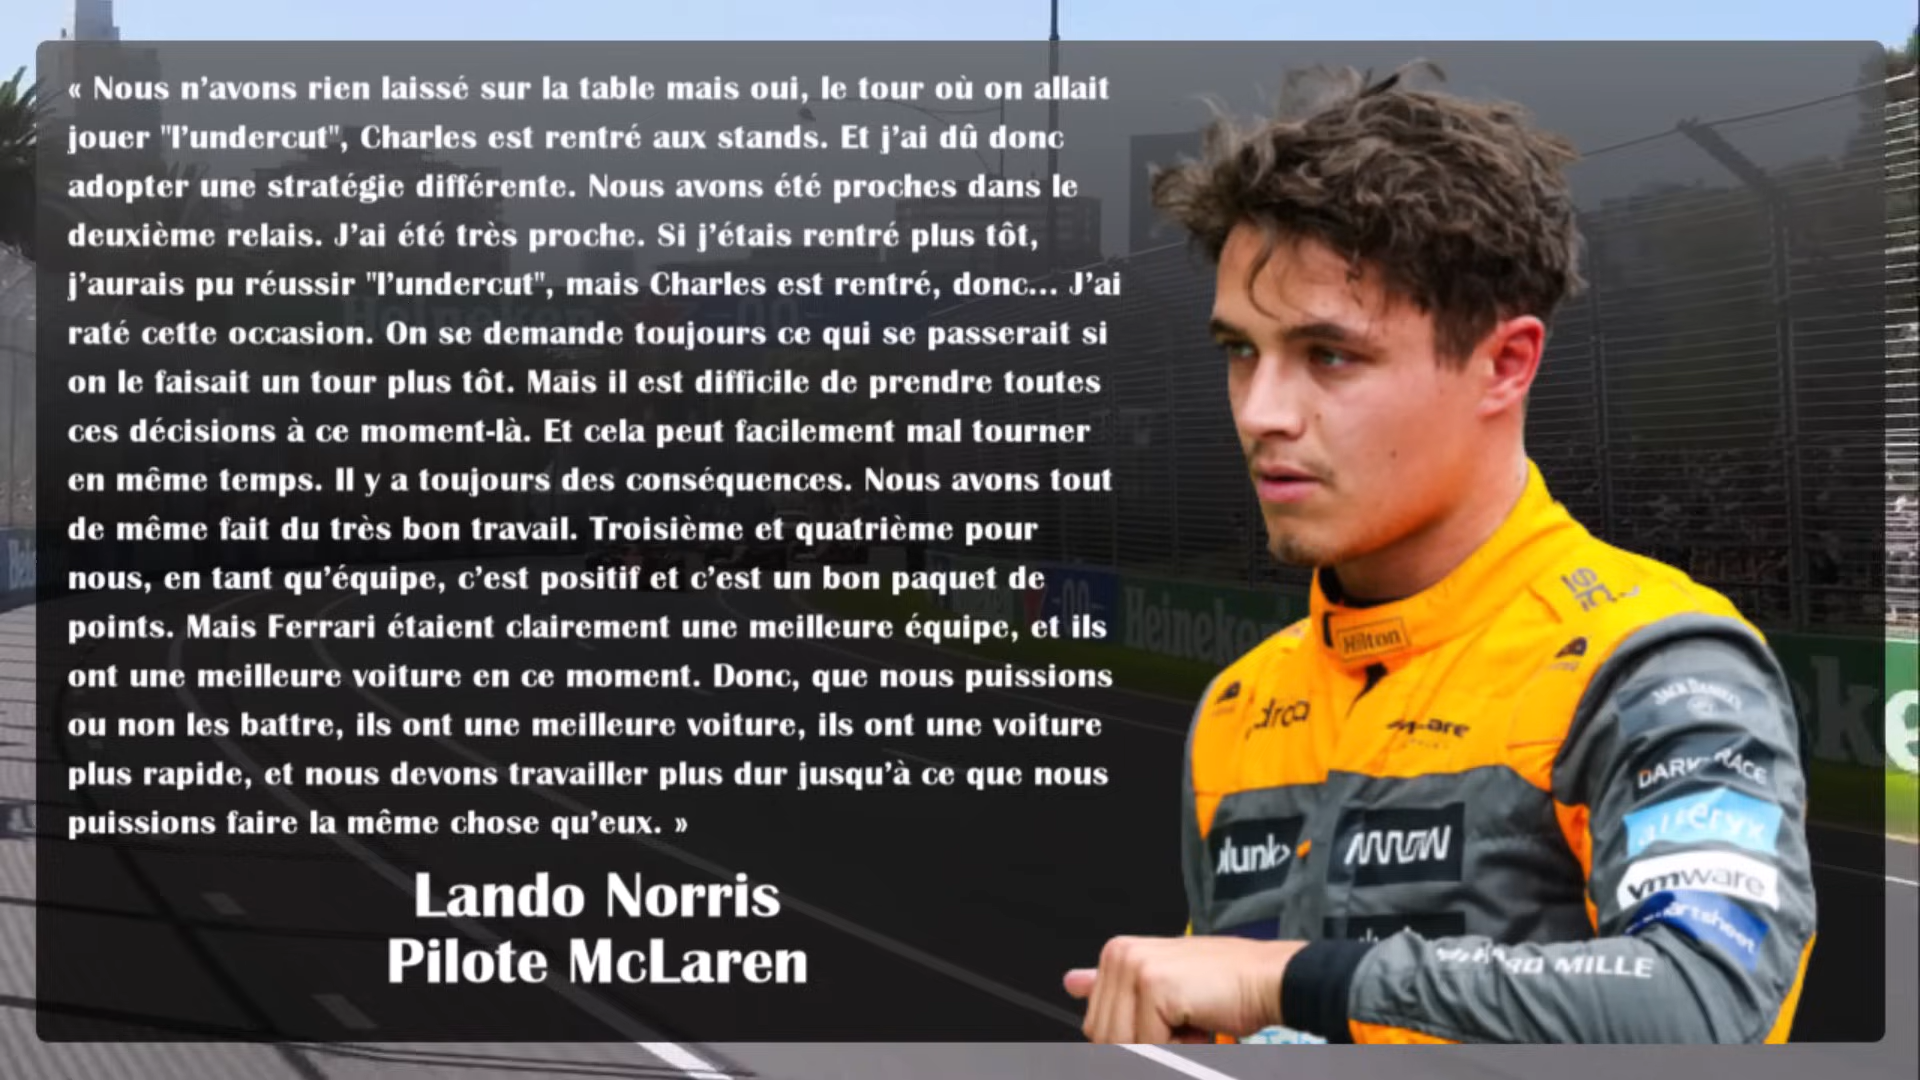 « Nous n’avons rien laissé sur la table mais oui, le tour où on allait
jouer "l’undercut", Charles est rentré aux stands. Et j’ai dû donc
adopter une stratégie différente. Nous avons été proches dans le
deuxième relais. J’ai été très proche. Si j’étais rentré plus tôt,
j’aurais pu réussir "l’undercut", mais Charles est rentré, donc... J’ai
raté cette occasion. On se demande toujours ce qui se passerait si
on le faisait un tour plus tôt. Mais il est difficile de prendre toutes
ces décisions à ce moment-là. Et cela peut facilement mal tourner
en même temps. Il y a toujours des conséquences. Nous avons tout
de même fait du très bon travail. Troisième et quatrième pour
nous, en tant qu’équipe, c’est positif et c’est un bon paquet de
points. Mais Ferrari étaient clairement une meilleure équipe, et ils
ont une meilleure voiture en ce moment. Donc, que nous puissions
ou non les battre, ils ont une meilleure voiture, ils ont une voiture
plus rapide, et nous devons travailler plus dur jusqu’à ce que nous
puissions faire la même chose qu’eux. »
Lando Norris
Pilote McLaren
Heineken
Hilton
JACK DANIEL'S
alteryx
vmware
smartsheet
MILLE